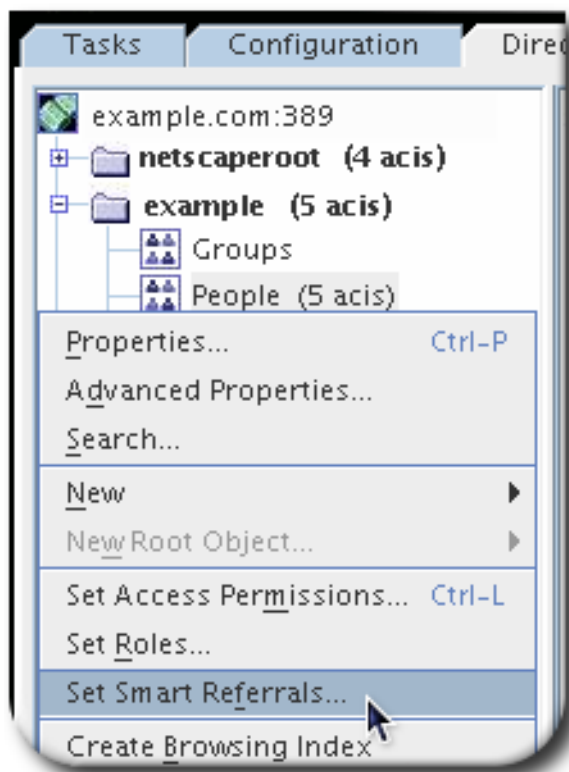 Tasks Configuration Direc
example.com:389
netscaperoot (4 acis)
example (5 acis)
Groups
People (5 acis)
Properties... Ctrl-P
Advanced Properties...
Search...
New
New Root Object...
Set Access Permissions... Ctrl-L
Set Roles...
Set Smart Referrals...
Create Browsing Index